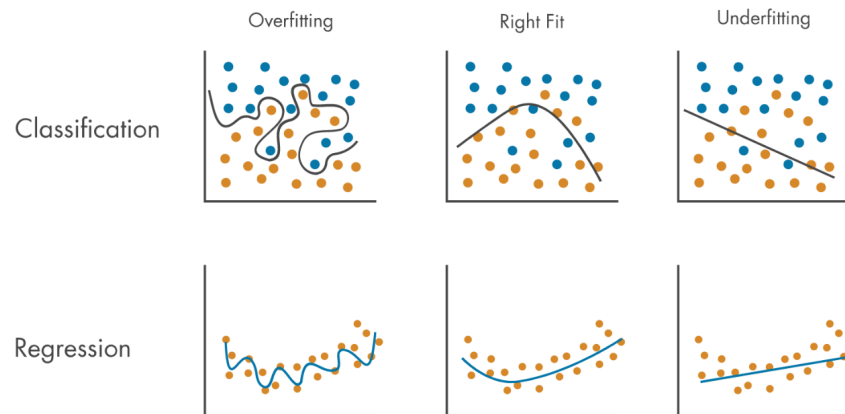 Overfitting
Right Fit
Underfitting
Classification
Regression